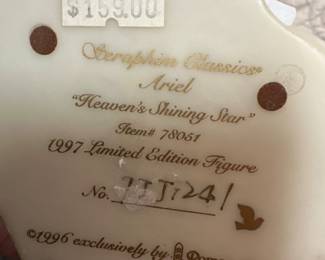 $159.00
Seraphim Classics®
Ariel
"Heaven's Shining Star"
Item# 78051
1997 Limited Edition Figure
No.
©1996 exclusively by